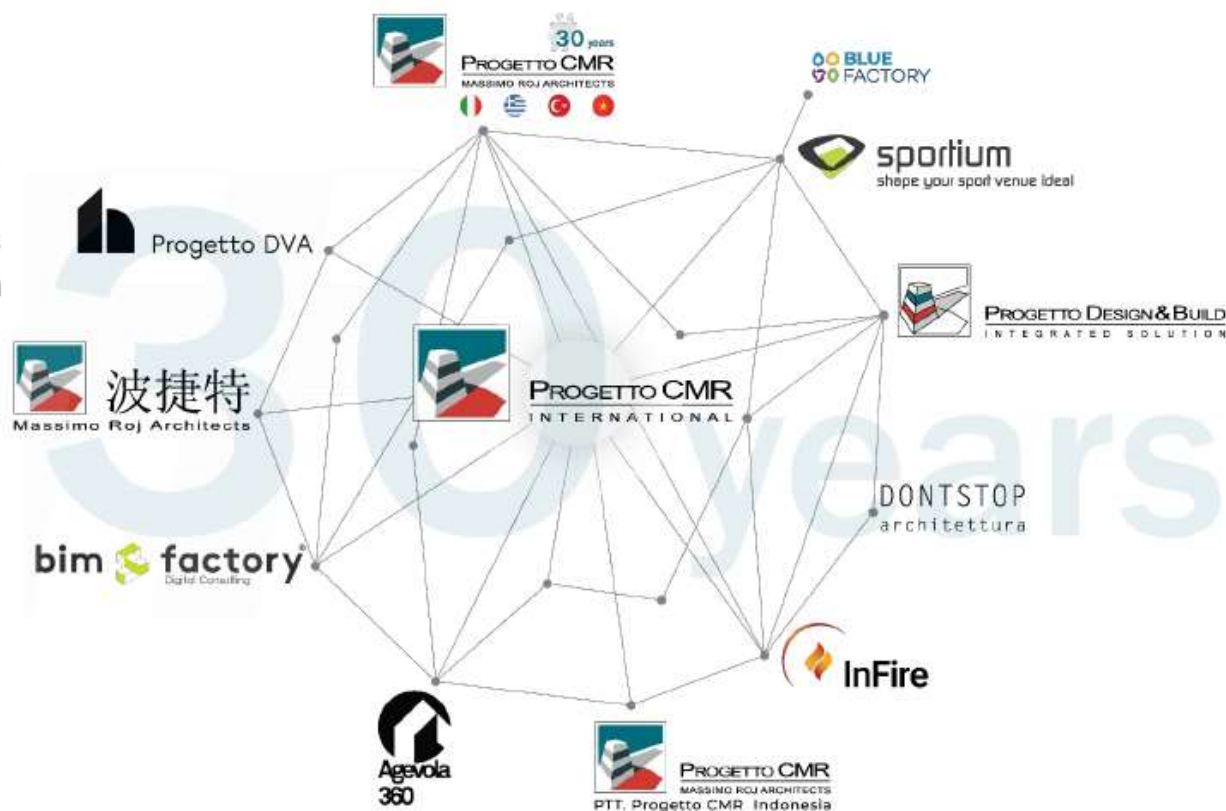 30 years
PROGETTO CMR
MASSIMO ROJ ARCHITECTS
BLUE
FACTORY
sportium
shape your sport venue ideal
Progetto DVA
PROGETTO DESIGN&BUILD
INTEGRATED SOLUTION
波捷特
Massimo Roj Architects
PROGETTO CMR
INTERNATIONAL
30 years
DONTSTOP
architettura
bim factory®
Digital Consulting
InFire
Agevola
360
PROGETTO CMR
MASSIMO ROJ ARCHITECTS
PTT. Progetto CMR Indonesia